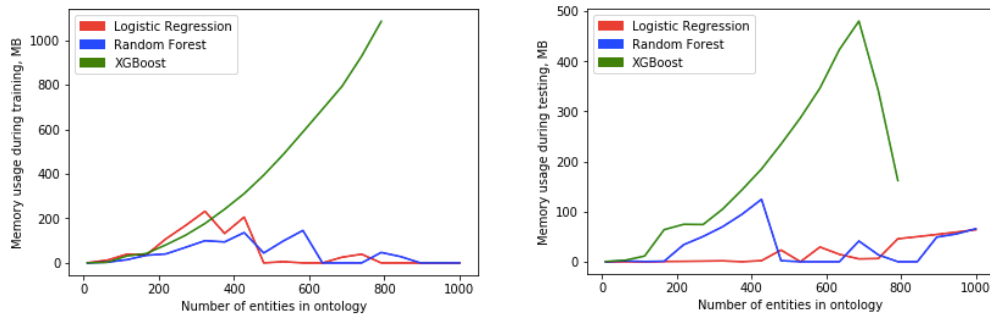 Memory usage during training, MB
1000
800
600
400
200
0
Logistic Regression
Random Forest
XGBoost
0 200 400 600 800 1000
Number of entities in ontology
Memory usage during testing, MB
500
400
300
200
100
0
Logistic Regression
Random Forest
XGBoost
0 200 400 600 800 1000
Number of entities in ontology